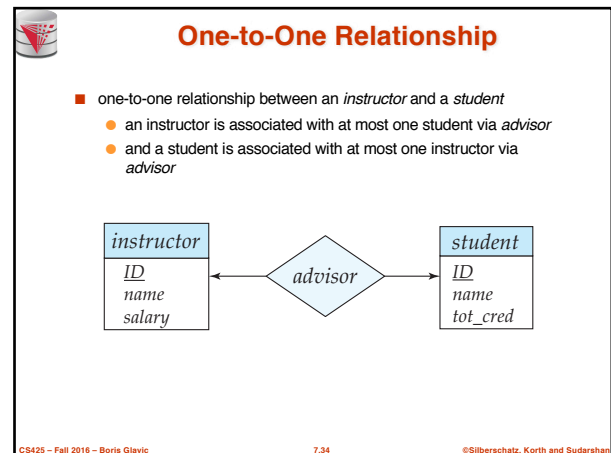 One-to-One Relationship
■ one-to-one relationship between an instructor and a student
● an instructor is associated with at most one student via advisor
● and a student is associated with at most one instructor via
advisor
instructor
ID
name
salary
advisor
student
ID
name
tot_cred
CS425 – Fall 2016 – Boris Glavic
7.34
©Silberschatz, Korth and Sudarshan